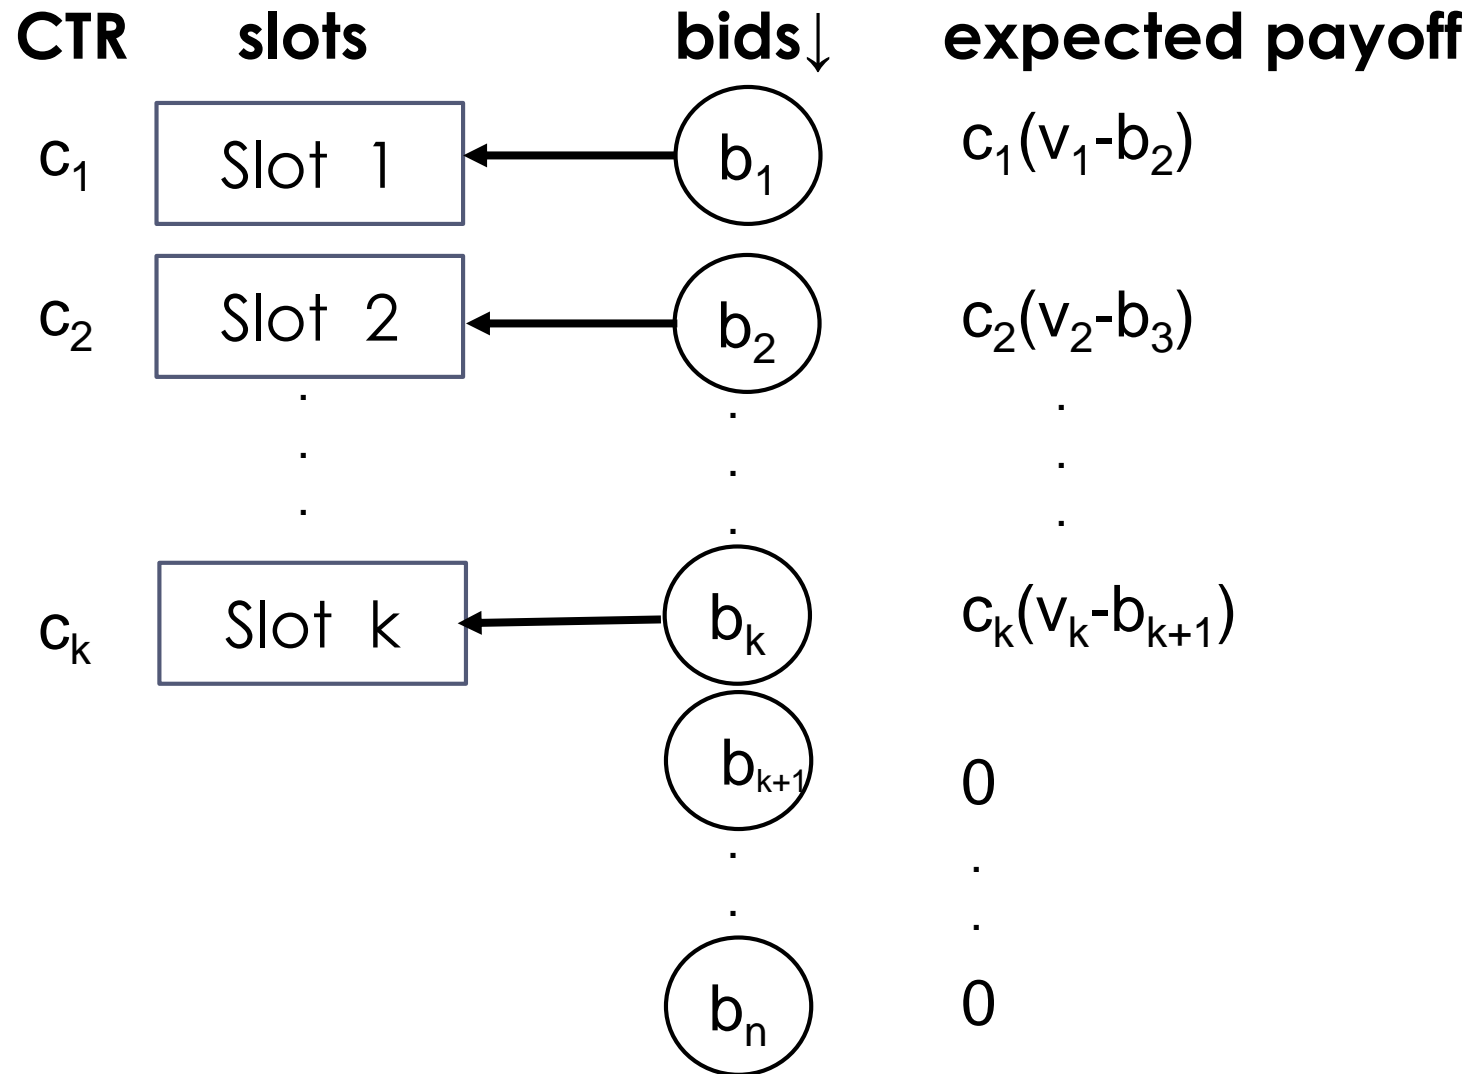 CTR slots bids↓ expected payoff
c₁ Slot 1 b₁ c₁(v₁-b₂)
c₂ Slot 2 b₂ c₂(v₂-b₃)
. . .
. . .
. . .
cₖ Slot k bₖ cₖ(vₖ-bₖ₊₁)
bₖ₊₁ 0
. .
. .
bₙ 0